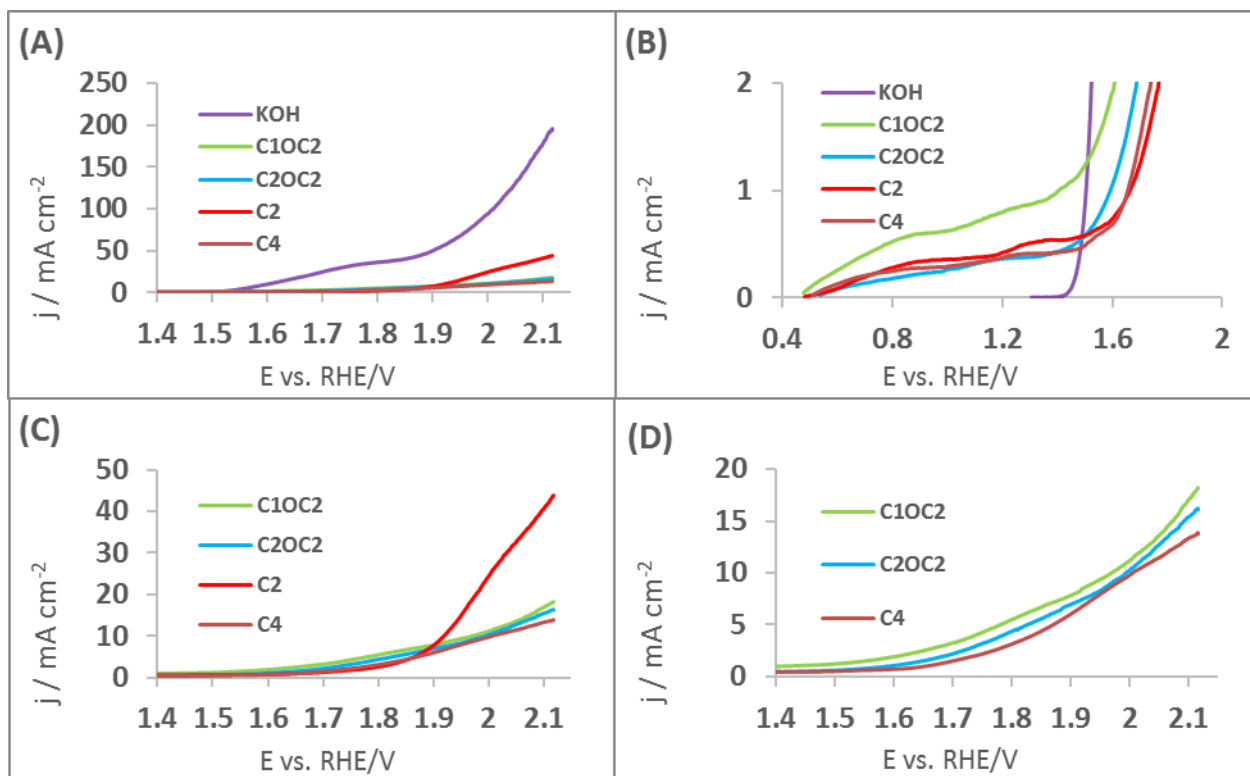 (A)
250
200
150
100
50
0
KOH
C1OC2
C2OC2
C2
C4
j / mA cm-2
1.4 1.5 1.6 1.7 1.8 1.9 2 2.1
E vs. RHE/V
(B)
2
1
0
KOH
C1OC2
C2OC2
C2
C4
j / mA cm-2
0.4 0.8 1.2 1.6 2
E vs. RHE/V
(C)
50
40
30
20
10
0
C1OC2
C2OC2
C2
C4
j / mA cm-2
1.4 1.5 1.6 1.7 1.8 1.9 2 2.1
E vs. RHE/V
(D)
20
15
10
5
0
C1OC2
C2OC2
C4
j / mA cm-2
1.4 1.5 1.6 1.7 1.8 1.9 2 2.1
E vs. RHE/V